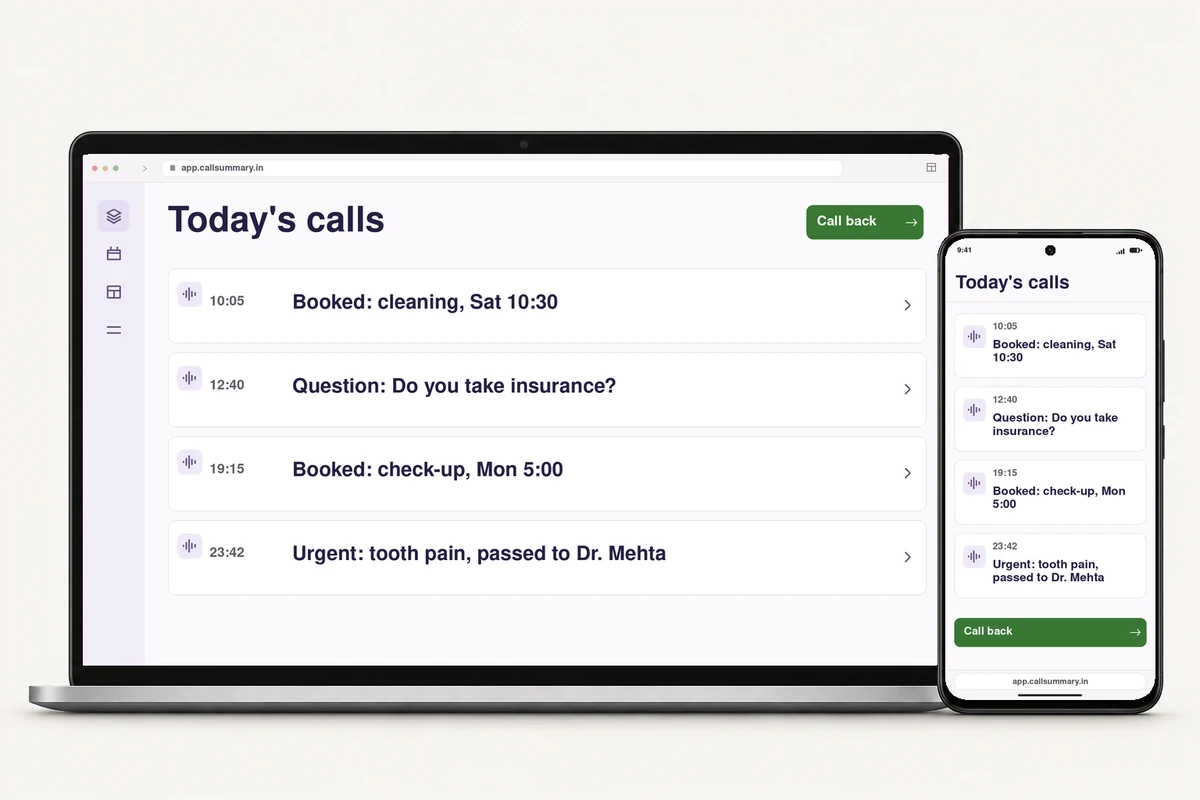 app.callsummary.in
Today's calls
Call back
10:05
Booked: cleaning, Sat 10:30
12:40
Question: Do you take insurance?
19:15
Booked: check-up, Mon 5:00
23:42
Urgent: tooth pain, passed to Dr. Mehta
9:41
Today's calls
10:05
Booked: cleaning, Sat
10:30
12:40
Question: Do you take
insurance?
19:15
Booked: check-up, Mon
5:00
23:42
Urgent: tooth pain,
passed to Dr. Mehta
Call back
app.callsummary.in